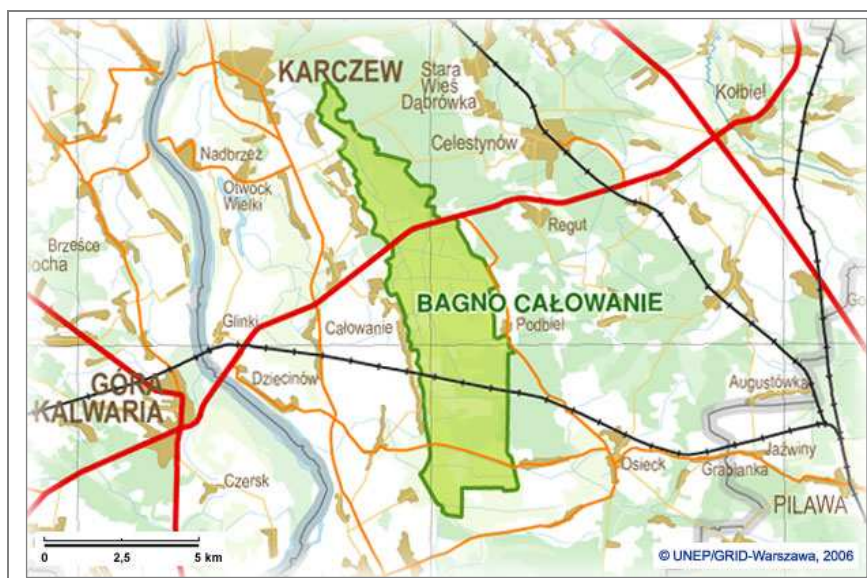 KARCZEW
Stara
Wieś
Dąbrówka
Kołbiel
Celestynów
Nadbrzeż
Otwock
Wielki
Regut
Brześce
ocha
BAGNO CAŁOWANIE
Glinki
Całowanie
Podbiel
GÓRA
KALWARIA
Dziecinów
Augustówka
Osieck
Grabianka
Jaźwiny
Czersk
PILAWA
0 2,5 5 km
© UNEP/GRID-Warszawa, 2006